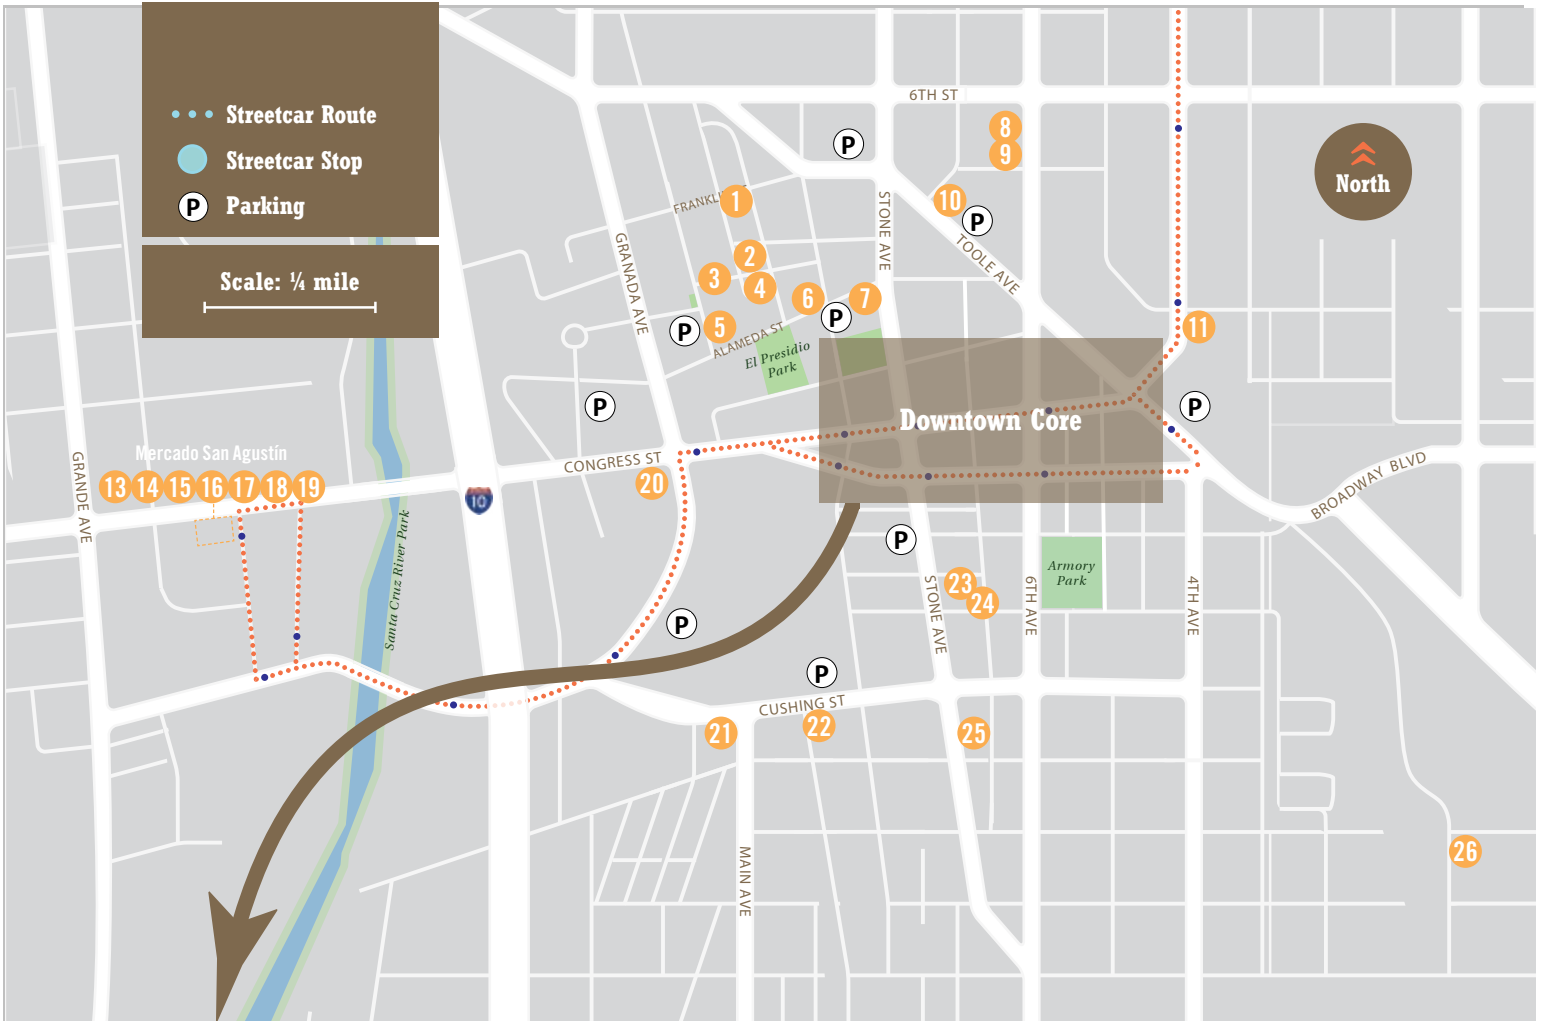 Streetcar Route
Streetcar Stop
P
Parking
Scale: ¼ mile
North
6TH ST
8
9
P
1
10
P
STONE AVE
TOOLE AVE
GRANADA AVE
2
3
4
6
7
P
5
P
11
ALAMEDA ST
El Presidio
Park
P
P
Downtown Core
Mercado San Agustín
13 14 15 16 17 18 19
CONGRESS ST
20
10
GRANDE AVE
BROADWAY BLVD
Santa Cruz River Park
P
Armory
Park
23
24
STONE AVE
6TH AVE
4TH AVE
P
P
CUSHING ST
21
22
25
MAIN AVE
26